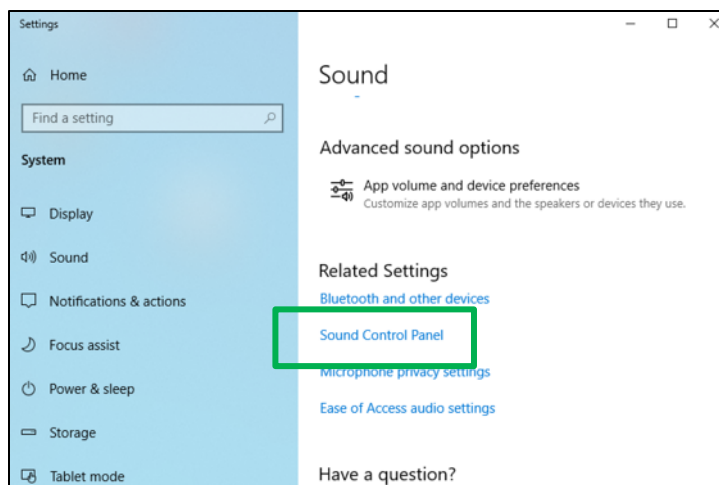 Settings
Home
Find a setting
System
Display
Sound
Notifications & actions
Focus assist
Power & sleep
Storage
Tablet mode
Sound
Advanced sound options
App volume and device preferences
Customize app volumes and the speakers or devices they use.
Related Settings
Bluetooth and other devices
Sound Control Panel
Microphone privacy settings
Ease of Access audio settings
Have a question?